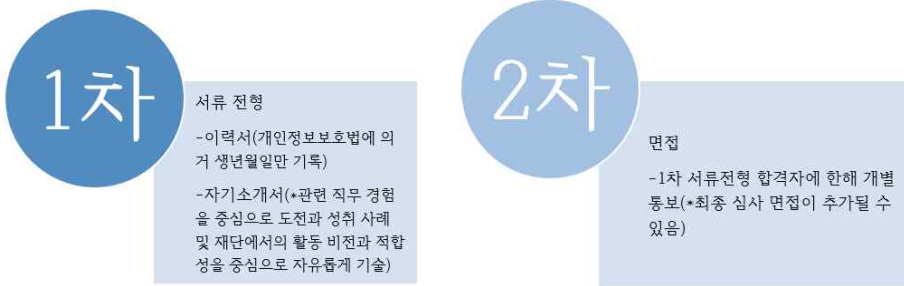 1차
서류 전형
-이력서(개인정보보호법에 의
거 생년월일만 기록)
-자기소개서(*관련 직무 경험
을 중심으로 도전과 성취 사례
및 재단에서의 활동 비전과 적합
성을 중심으로 자유롭게 기술)
2차
면접
-1차 서류전형 합격자에 한해 개별
통보(*최종 심사 면접이 추가될 수
있음)